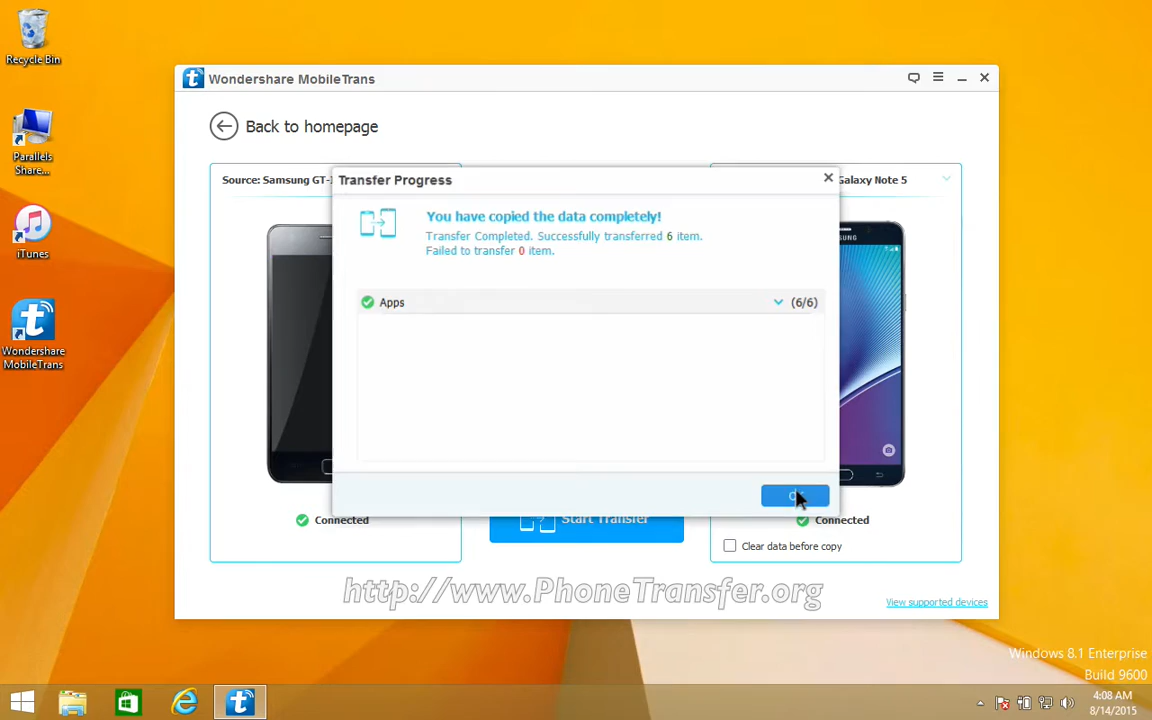 Recycle Bin
Parallels
Share...
iTunes
Wondershare
MobileTrans
Wondershare MobileTrans
Back to homepage
Source: Samsung GT-
Galaxy Note 5
Transfer Progress
You have copied the data completely!
Transfer Completed. Successfully transferred 6 item.
Failed to transfer 0 item.
Apps
(6/6)
SAMSUNG
Connected
Start Transfer
Connected
Clear data before copy
http://www.PhoneTransfer.org
View supported devices
Windows 8.1 Enterprise
Build 9600
4:08 AM
8/14/2015